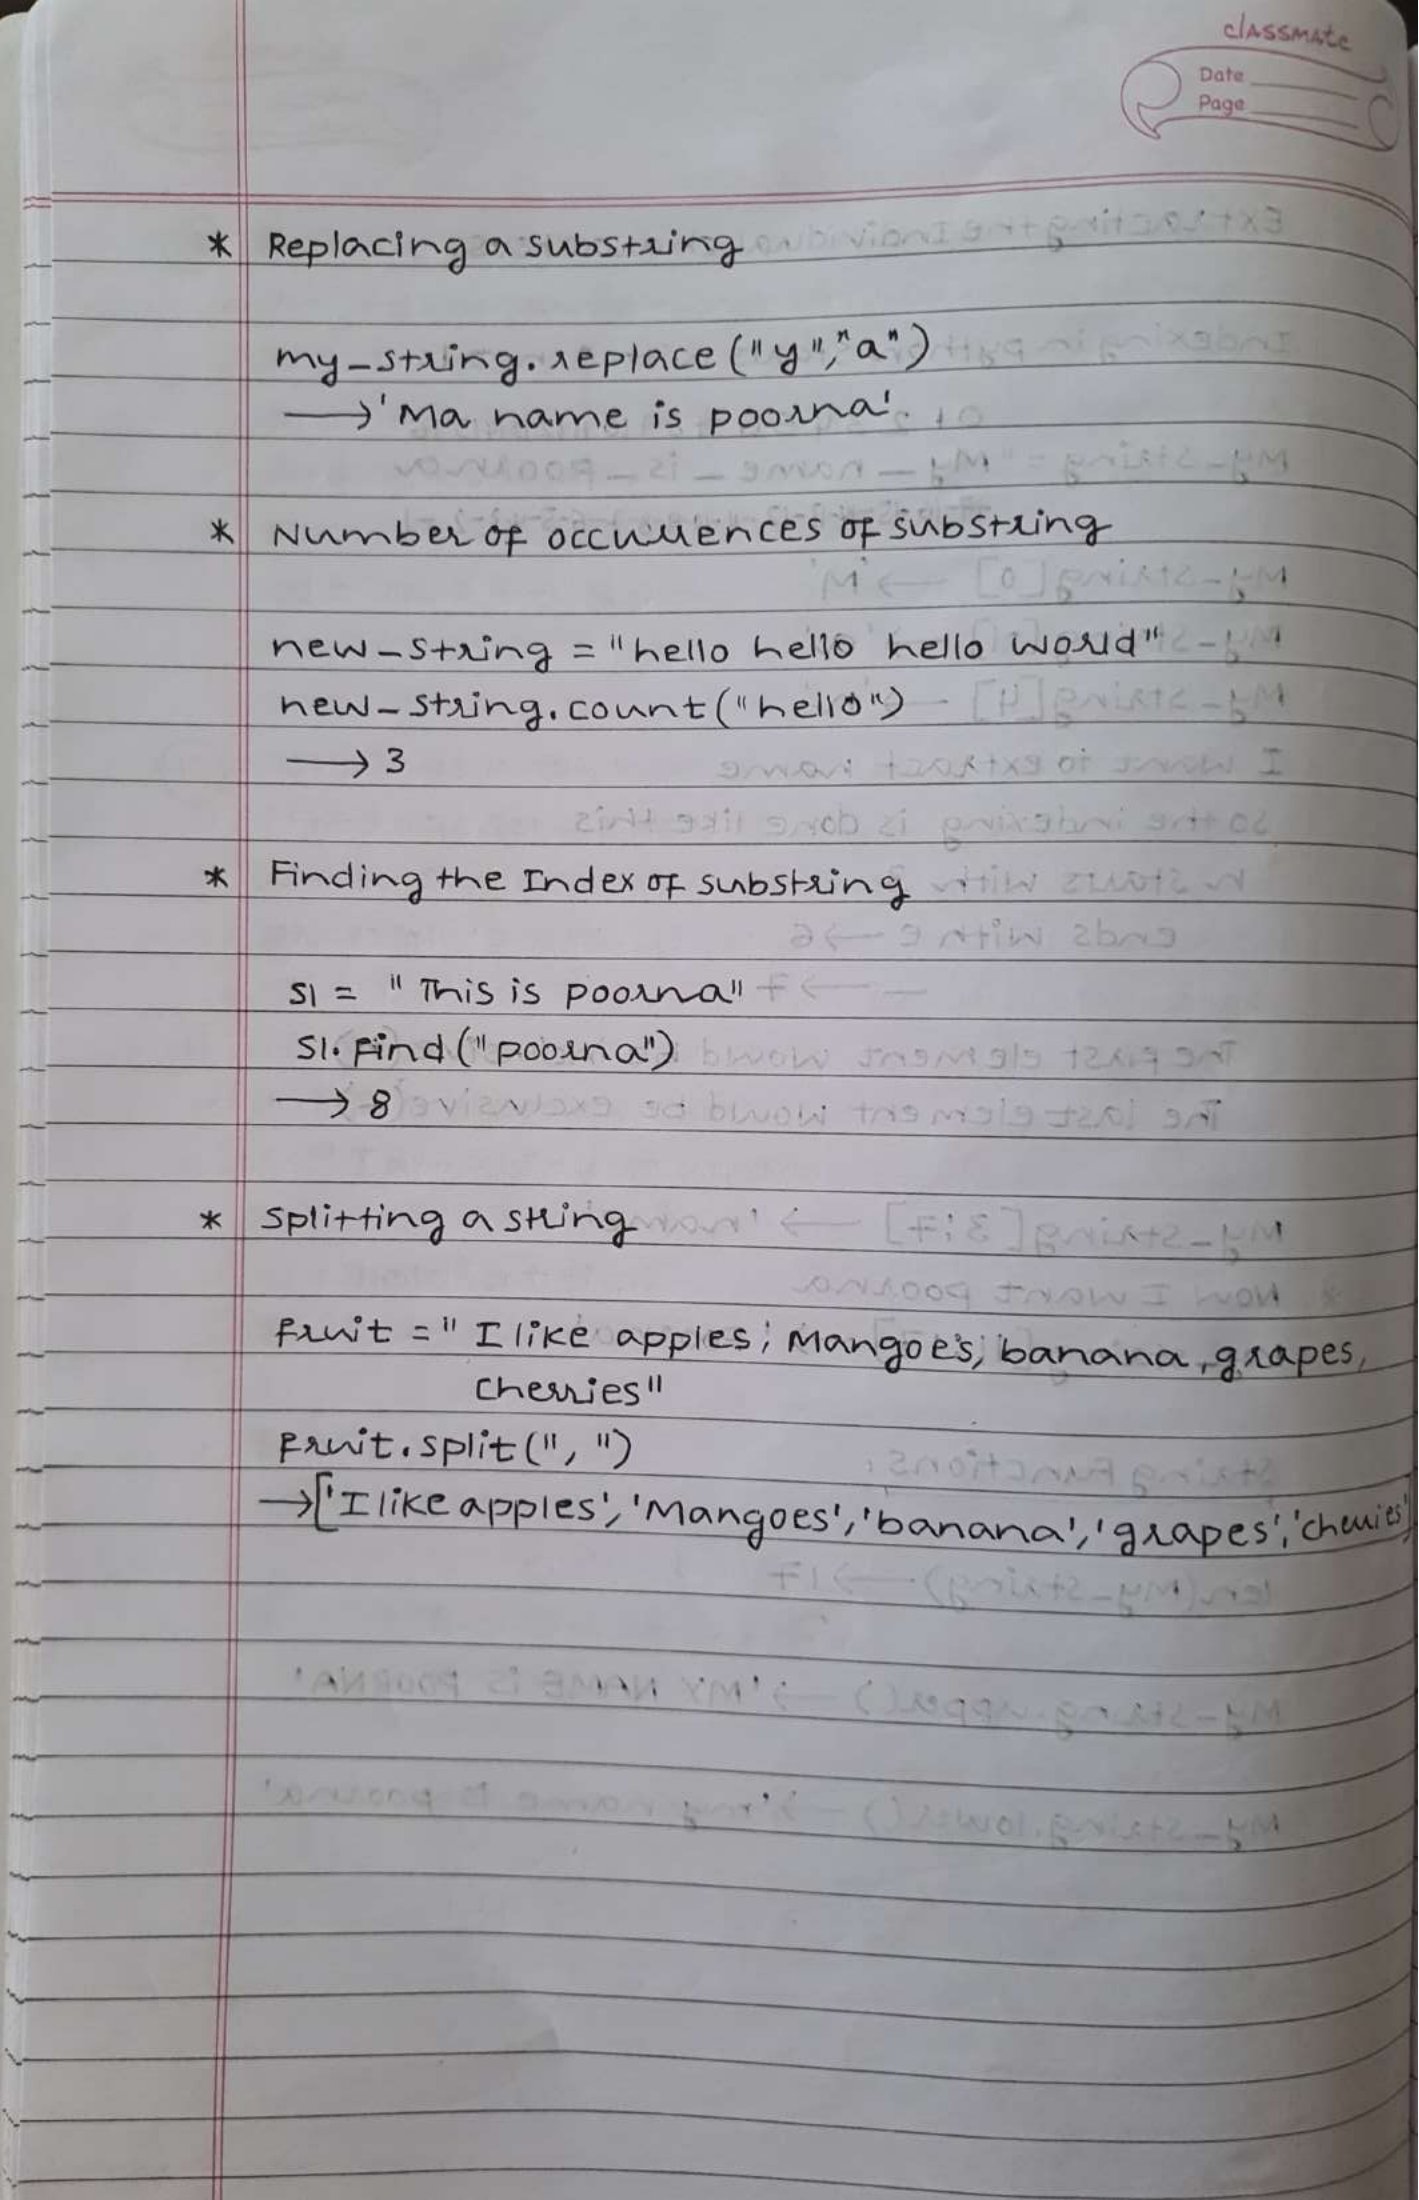 classmate
Date
Page
* Replacing a substring
my_string.replace("y","a")
→ 'Ma name is poorna'
* Number of occurrences of substring
new_string = "hello hello hello world"
new_string.count("hello")
→ 3
* Finding the Index of substring
s1 = "This is poorna"
s1.find("poorna")
→ 8
* Splitting a string
fruit = "I like apples, Mangoes, banana, grapes,
cherries"
fruit.split(", ")
→['I like apples', 'Mangoes', 'banana', 'grapes', 'cherries']